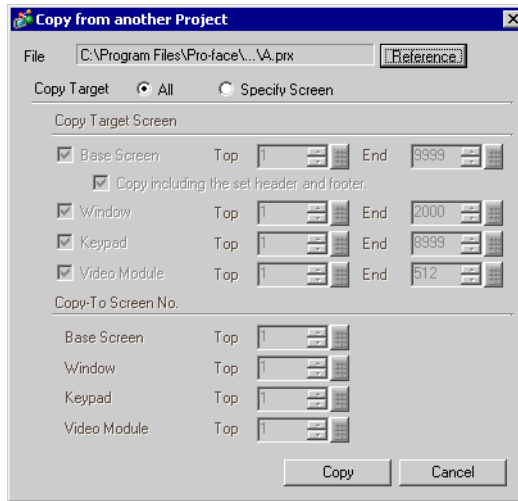 Copy from another Project
File C:\Program Files\Pro-face\...\A.prx Reference
Copy Target All Specify Screen
Copy Target Screen
Base Screen Top 1 End 9999
Copy including the set header and footer.
Window Top 1 End 2000
Keypad Top 1 End 8999
Video Module Top 1 End 512
Copy-To Screen No.
Base Screen Top 1
Window Top 1
Keypad Top 1
Video Module Top 1
Copy Cancel